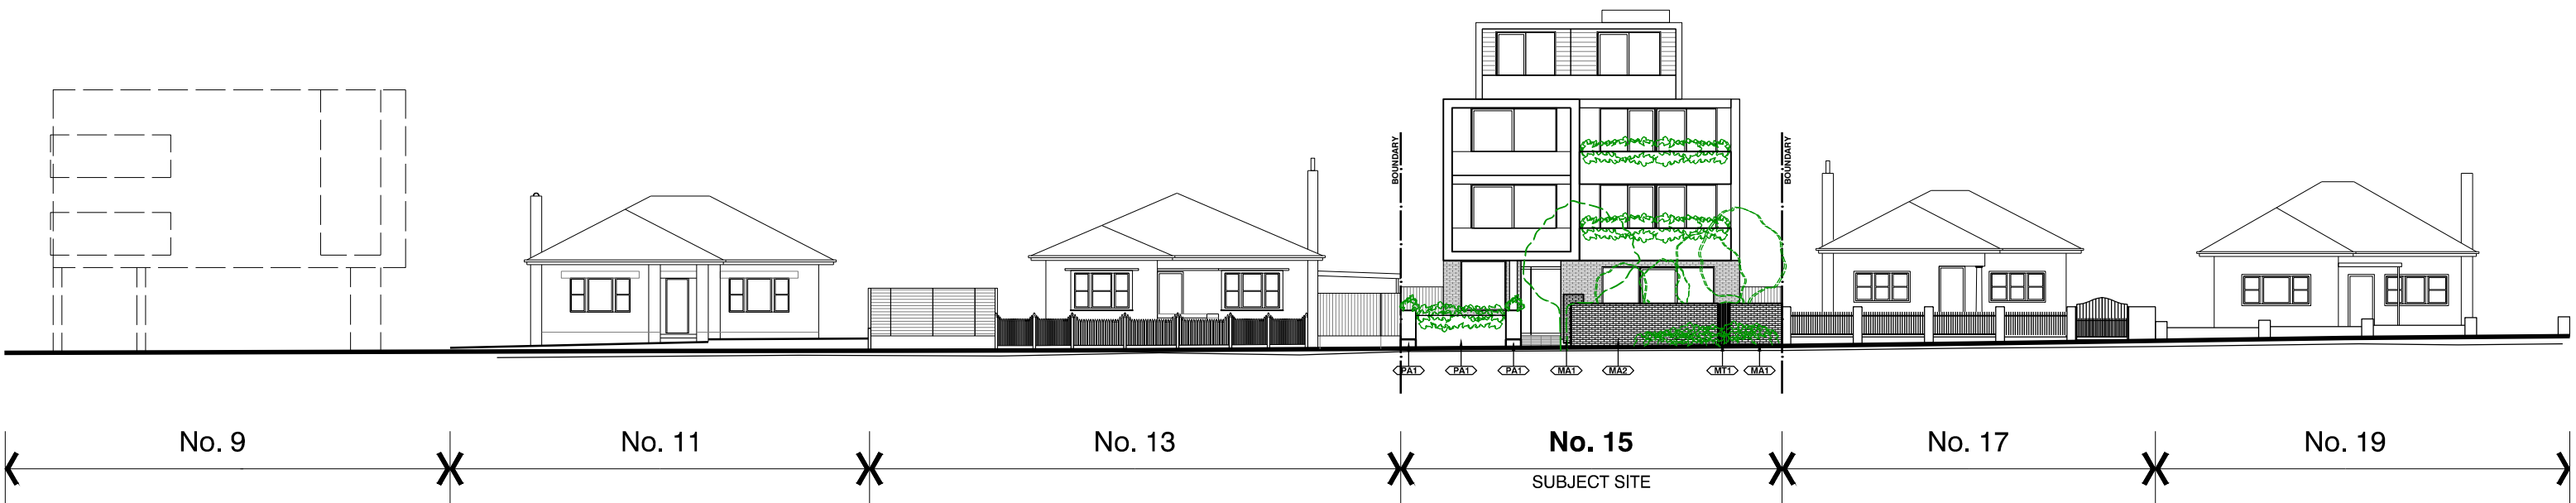 BOUNDARY
BOUNDARY
PA1
PA1
PA1
MA1
MA2
MT1
MA1
No. 9
No. 11
No. 13
No. 15
No. 17
No. 19
SUBJECT SITE